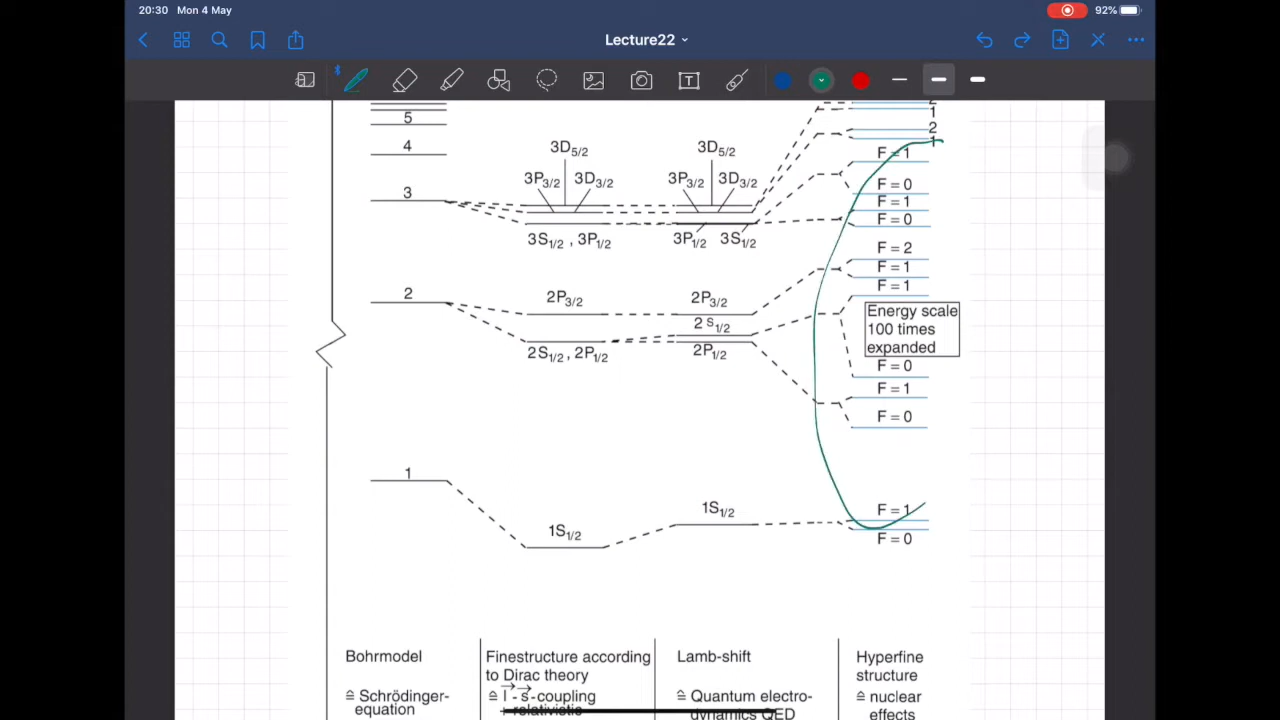 20:30 Mon 4 May
92%
Lecture22
5
4
3
2
1
3D5/2
3P3/2 3D3/2
3S1/2 , 3P1/2
2P3/2
2S1/2, 2P1/2
1S1/2
3D5/2
3P3/2 3D3/2
3P1/2 3S1/2
2P3/2
2 S1/2
2P1/2
1S1/2
1
2
1
F = 1
F = 0
F = 1
F = 0
F = 2
F = 1
F = 1
Energy scale
100 times
expanded
F = 0
F = 1
F = 0
F = 1
F = 0
Bohrmodel
≙ Schrödinger-
equation
Finestructure according
to Dirac theory
≙ l - s -coupling
+ relativistic
Lamb-shift
≙ Quantum electro-
dynamics QED
Hyperfine
structure
≙ nuclear
effects